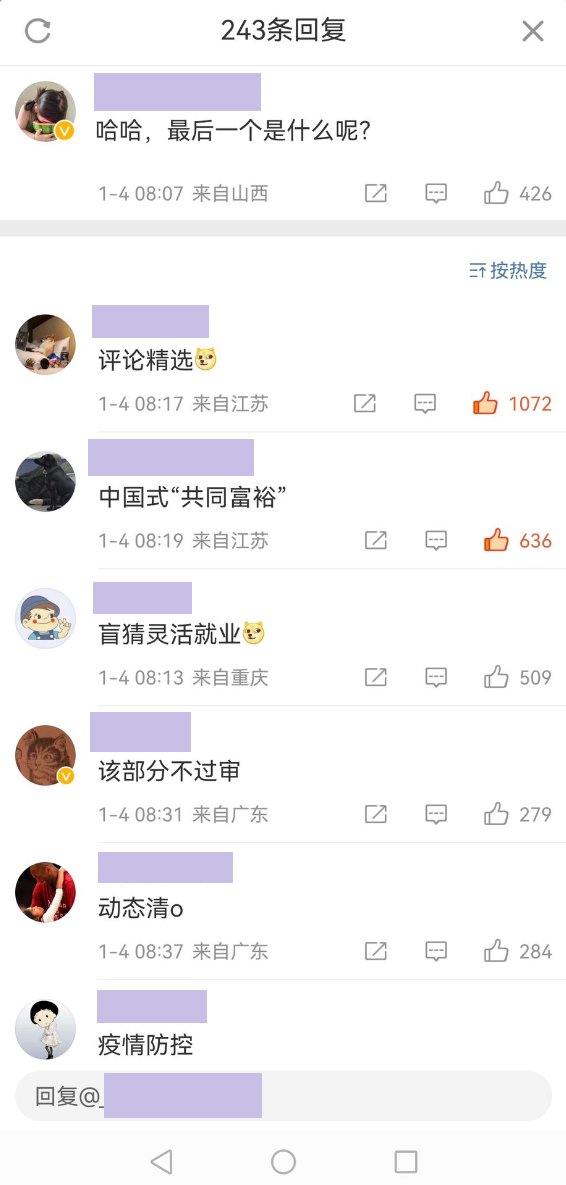 243条回复
哈哈，最后一个是什么呢？
1-4 08:07 来自山西
426
按热度
评论精选
1-4 08:17 来自江苏
1072
中国式“共同富裕”
1-4 08:19 来自江苏
636
盲猜灵活就业
1-4 08:13 来自重庆
509
该部分不过审
1-4 08:31 来自广东
279
动态清o
1-4 08:37 来自广东
284
疫情防控
回复@_